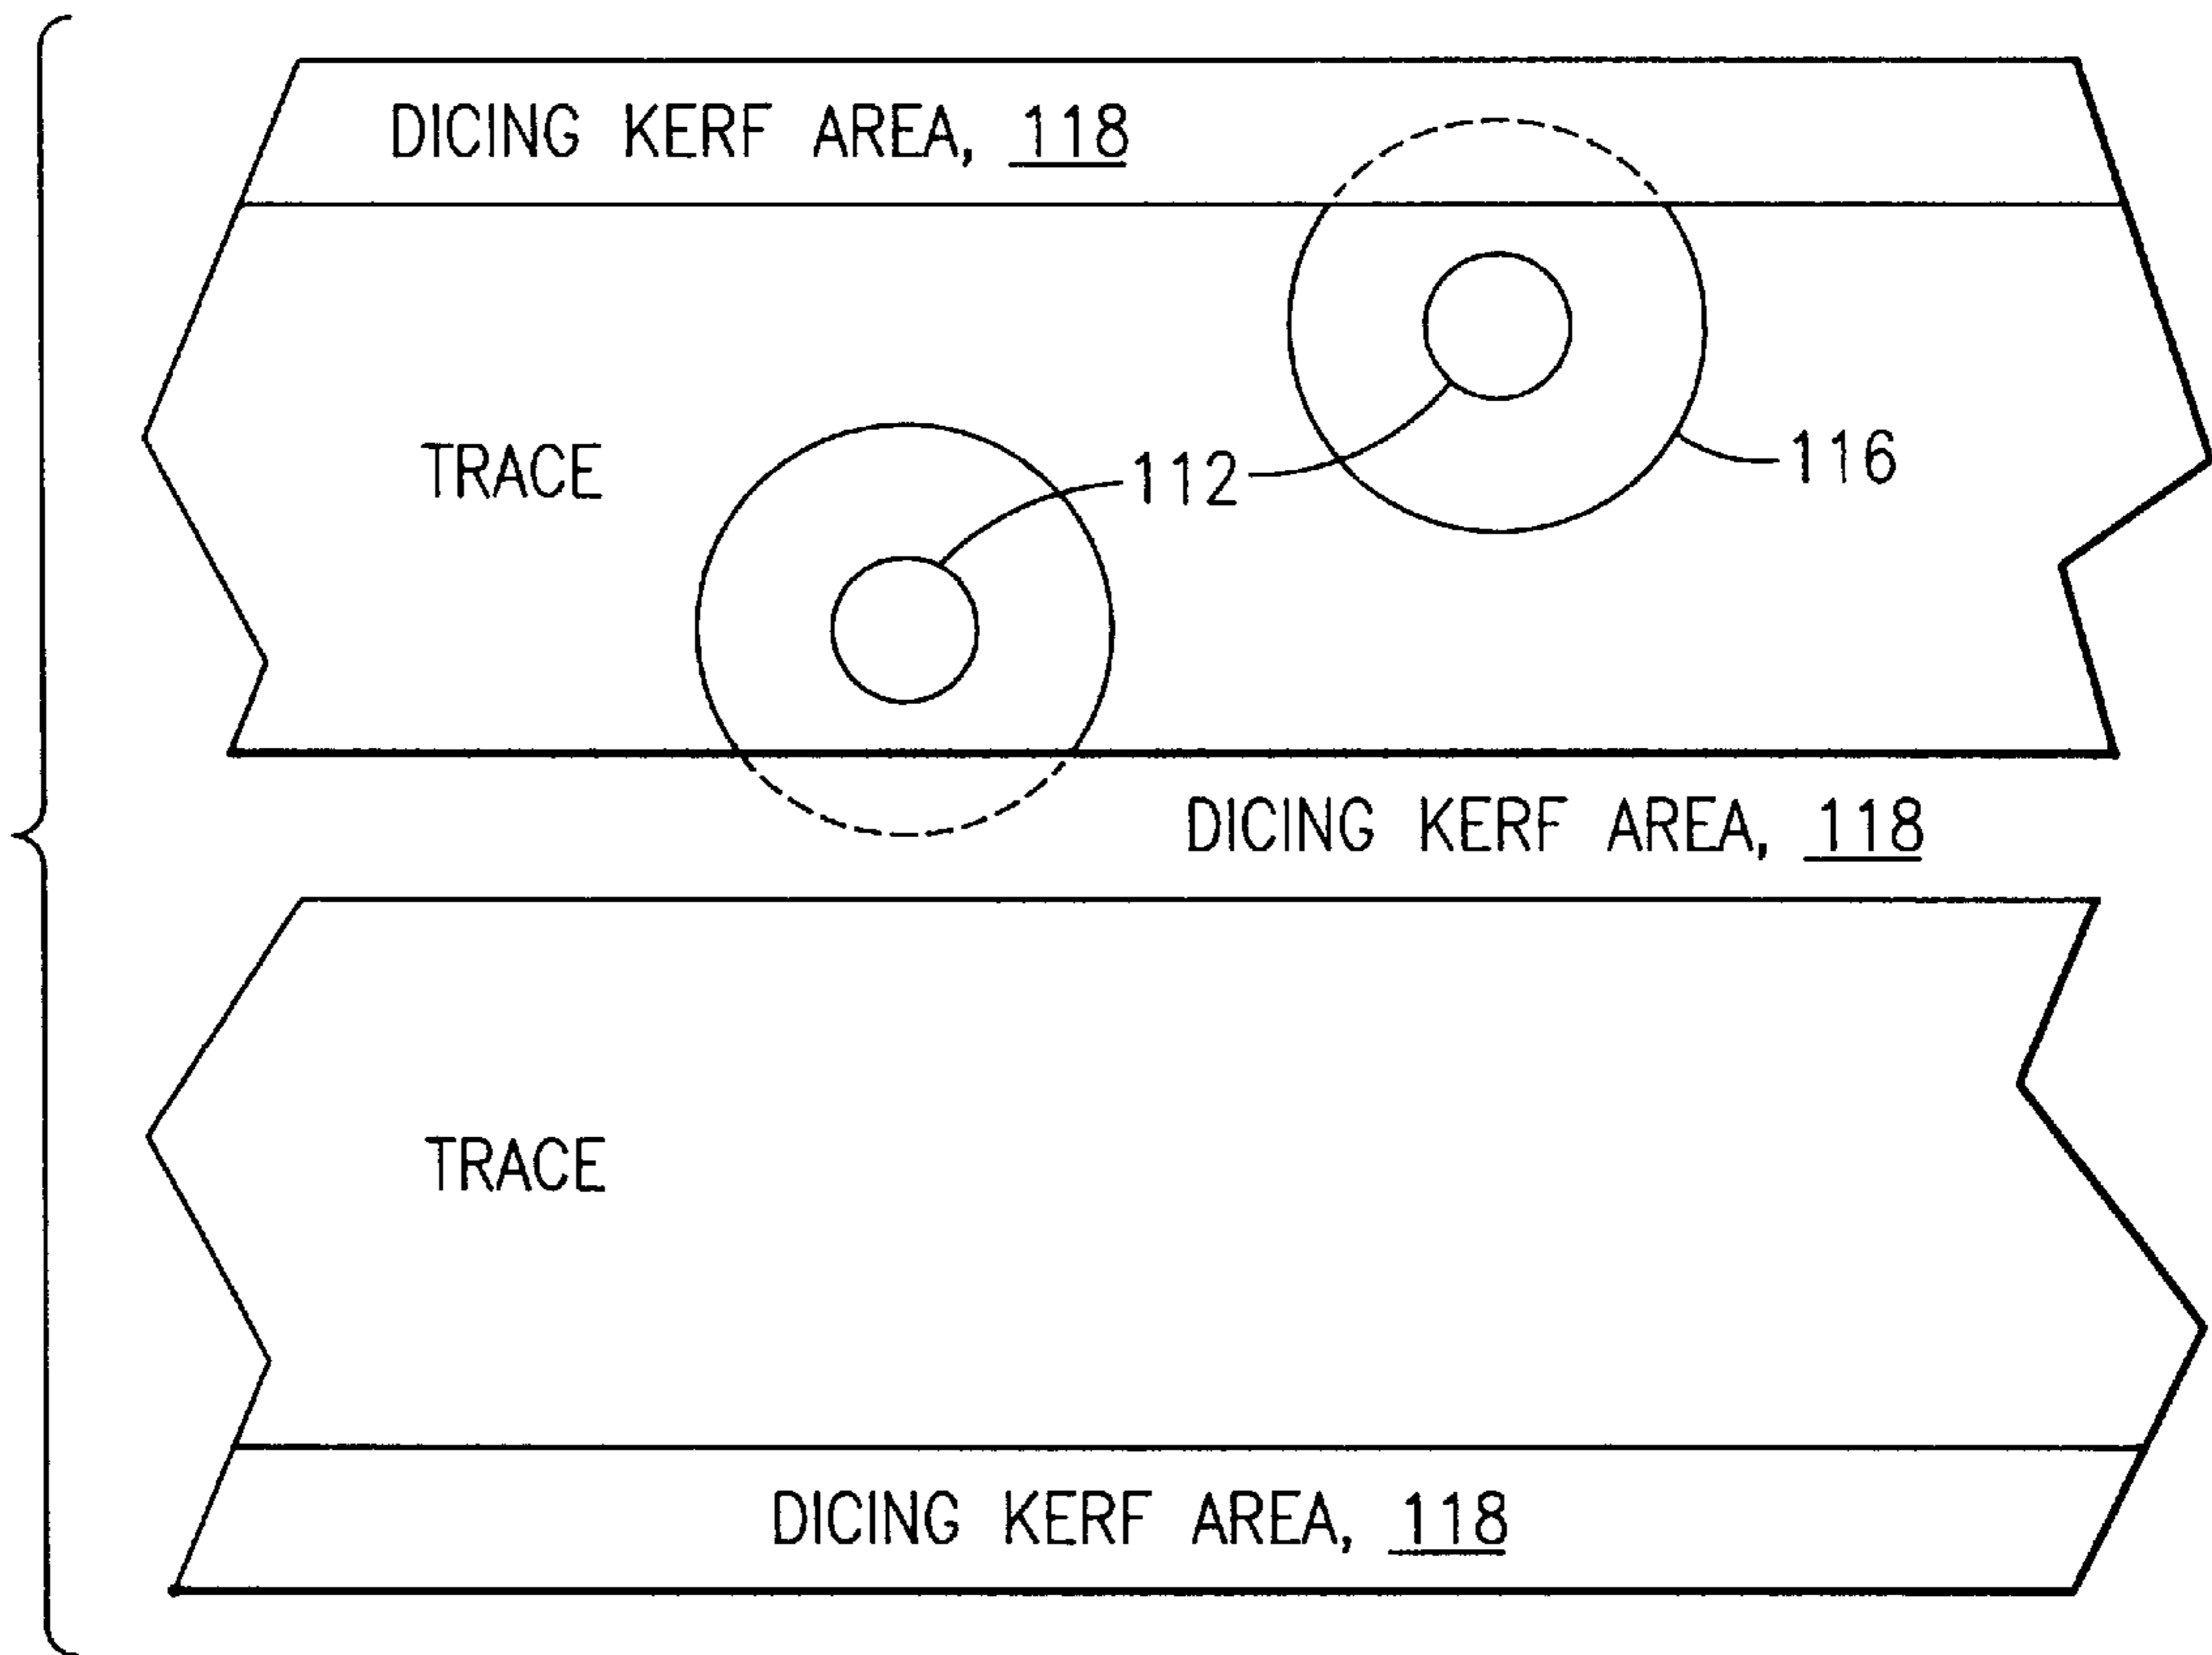 DICING KERF AREA, 118
TRACE
112
116
DICING KERF AREA, 118
TRACE
DICING KERF AREA, 118